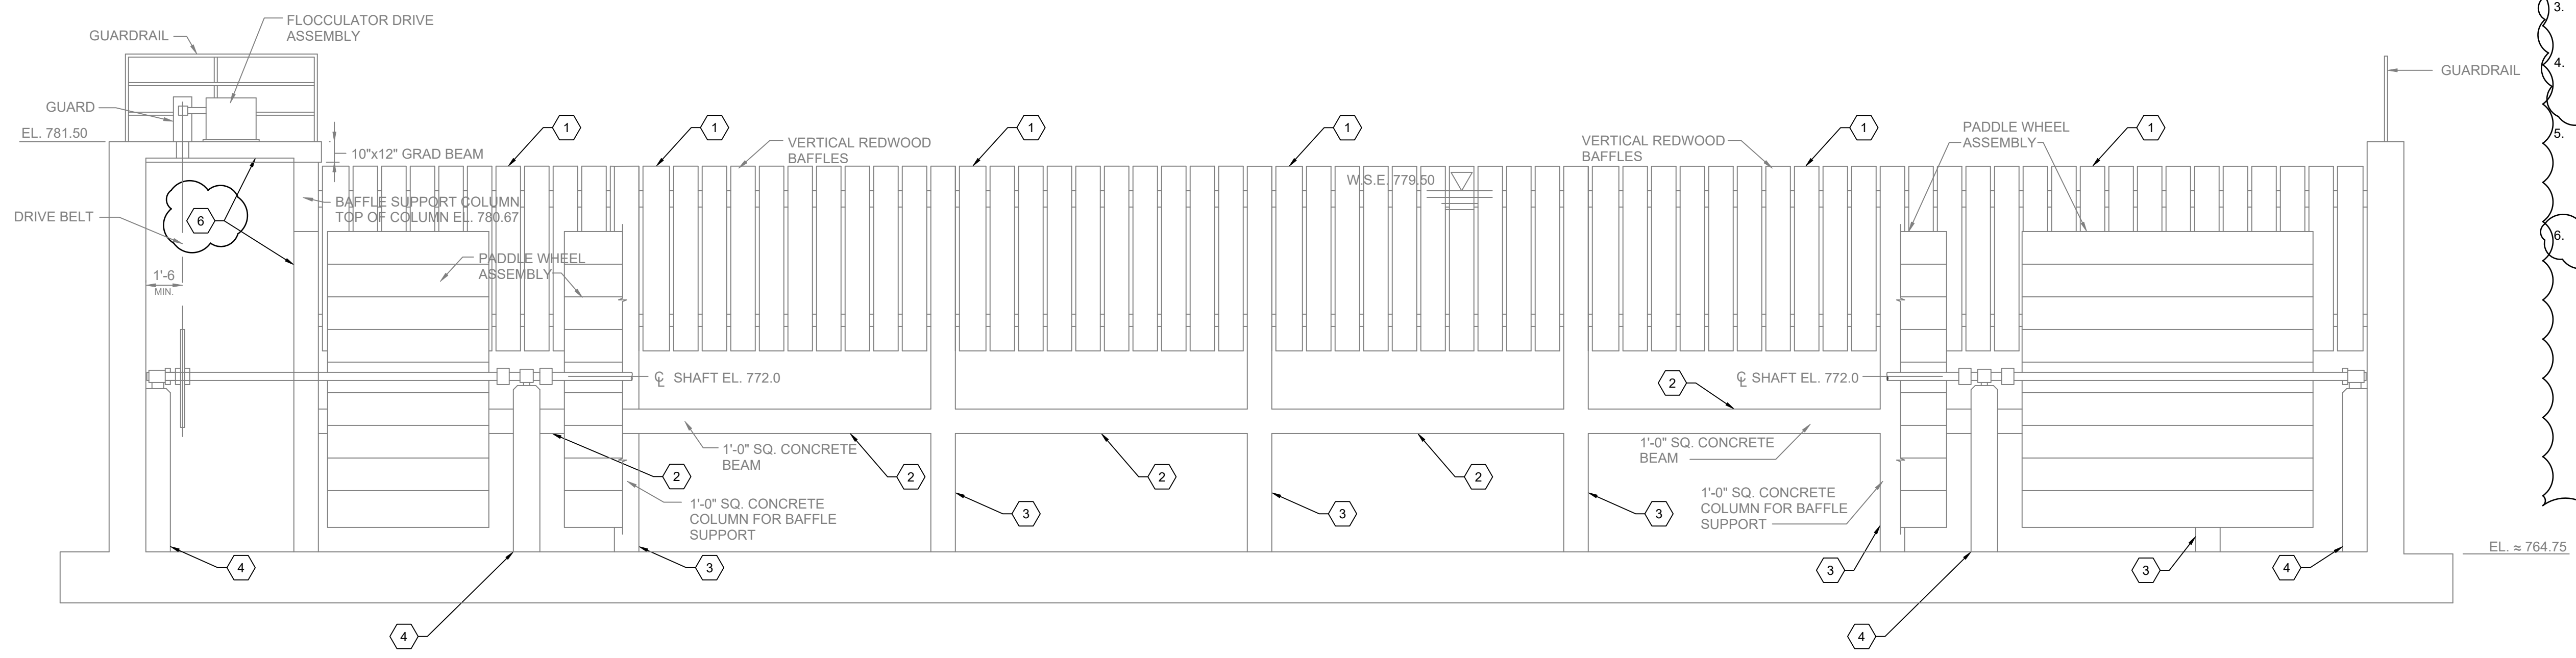 FLOCCULATOR DRIVE
ASSEMBLY
GUARDRAIL
GUARD
EL. 781.50
10"x12" GRAD BEAM
BAFFLE SUPPORT COLUMN
TOP OF COLUMN EL. 780.67
DRIVE BELT
6
1'-6
MIN.
PADDLE WHEEL
ASSEMBLY
1
1
VERTICAL REDWOOD
BAFFLES
1
1
W.S.E. 779.50
VERTICAL REDWOOD
BAFFLES
1
PADDLE WHEEL
ASSEMBLY
1
GUARDRAIL
3.
4.
5.
6.
℄ SHAFT EL. 772.0
℄ SHAFT EL. 772.0
2
1'-0" SQ. CONCRETE
BEAM
2
2
2
2
1'-0" SQ. CONCRETE
BEAM
1'-0" SQ. CONCRETE
COLUMN FOR BAFFLE
SUPPORT
3
3
3
1'-0" SQ. CONCRETE
COLUMN FOR BAFFLE
SUPPORT
EL. ≈ 764.75
4
3
3
3
4
4
4